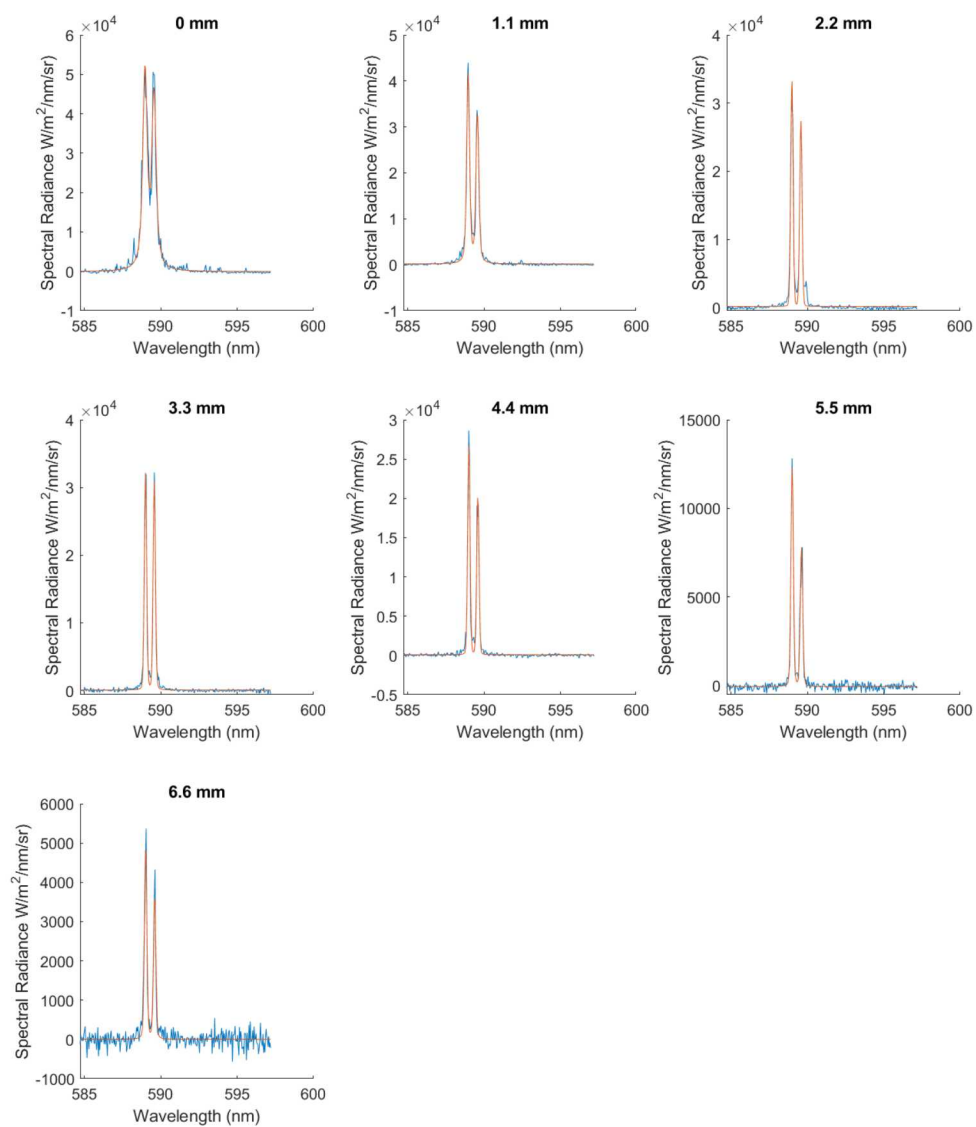 0 mm
×10⁴
6
5
4
3
2
1
0
-1
585 590 595 600
Spectral Radiance W/m²/nm/sr)
Wavelength (nm)
1.1 mm
×10⁴
5
4
3
2
1
0
-1
585 590 595 600
Spectral Radiance W/m²/nm/sr)
Wavelength (nm)
2.2 mm
×10⁴
4
3
2
1
0
585 590 595 600
Spectral Radiance W/m²/nm/sr)
Wavelength (nm)
3.3 mm
×10⁴
4
3
2
1
0
585 590 595 600
Spectral Radiance W/m²/nm/sr)
Wavelength (nm)
4.4 mm
×10⁴
3
2.5
2
1.5
1
0.5
0
-0.5
585 590 595 600
Spectral Radiance W/m²/nm/sr)
Wavelength (nm)
5.5 mm
15000
10000
5000
0
585 590 595 600
Spectral Radiance W/m²/nm/sr)
Wavelength (nm)
6.6 mm
6000
5000
4000
3000
2000
1000
0
-1000
585 590 595 600
Spectral Radiance W/m²/nm/sr)
Wavelength (nm)